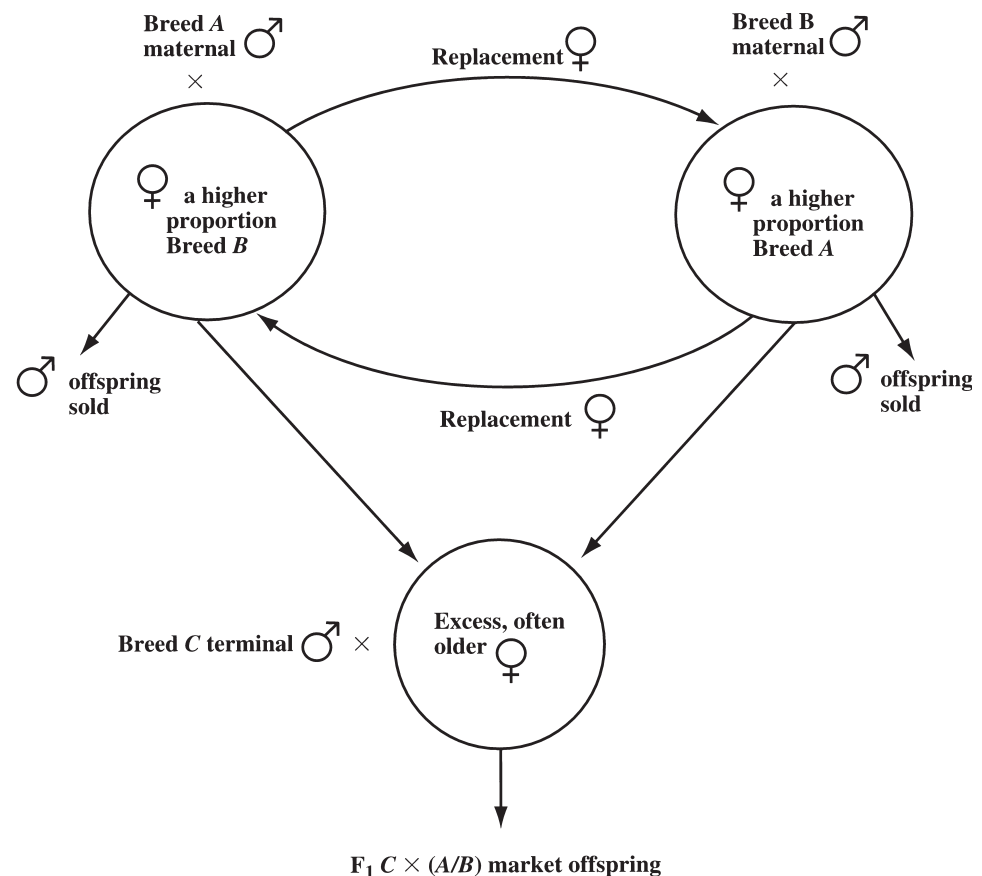 Breed A
maternal ♂
×
Replacement ♀
Breed B
maternal ♂
×
♀ a higher
proportion
Breed B
♀ a higher
proportion
Breed A
♂ offspring
sold
Replacement ♀
♂ offspring
sold
Breed C terminal ♂ ×
Excess, often
older ♀
F₁ C × (A/B) market offspring